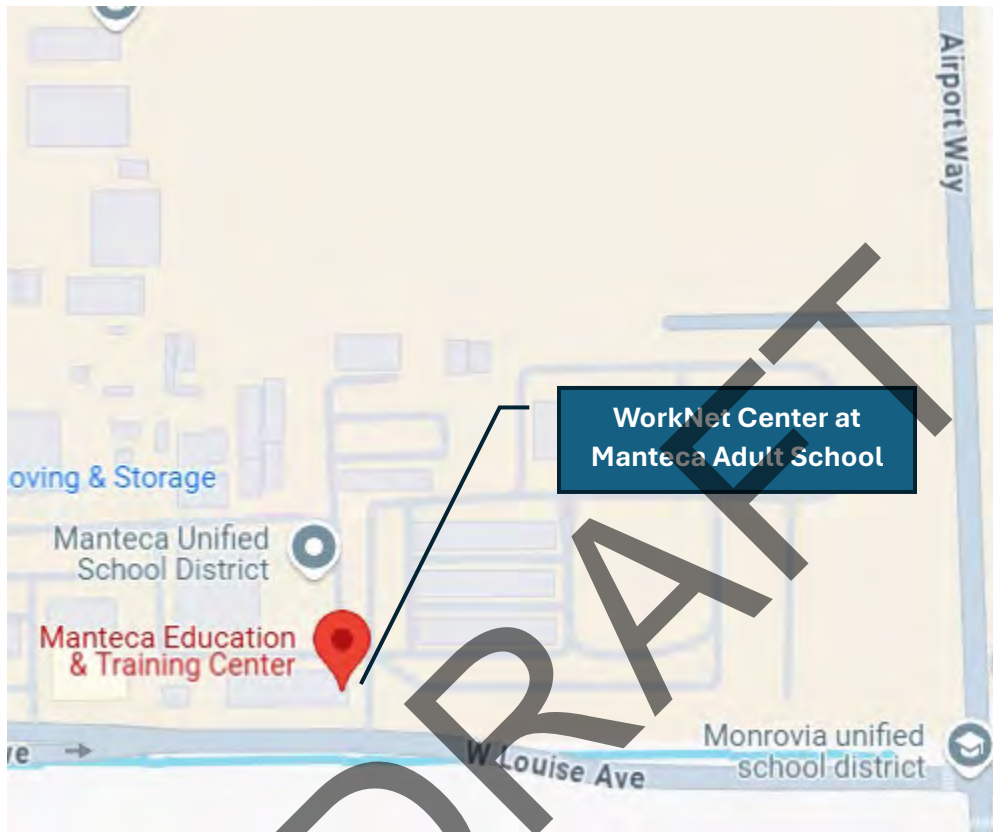 Airport Way
WorkNet Center at
Manteca Adult School
oving & Storage
Manteca Unified
School District
Manteca Education
& Training Center
Monrovia unified
school district
ve
W Louise Ave
DRAFT